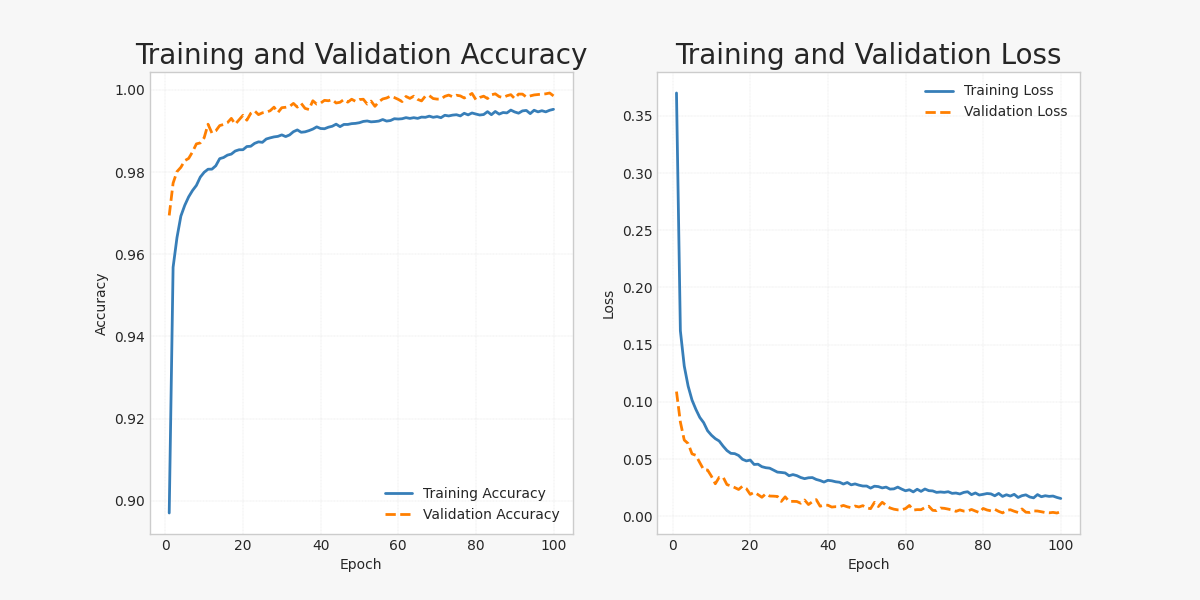 Training and Validation Accuracy
1.00
0.98
0.96
0.94
0.92
0.90
Accuracy
Training Accuracy
Validation Accuracy
0 20 40 60 80 100
Epoch
Training and Validation Loss
Training Loss
Validation Loss
0.35
0.30
0.25
0.20
0.15
0.10
0.05
0.00
Loss
0 20 40 60 80 100
Epoch